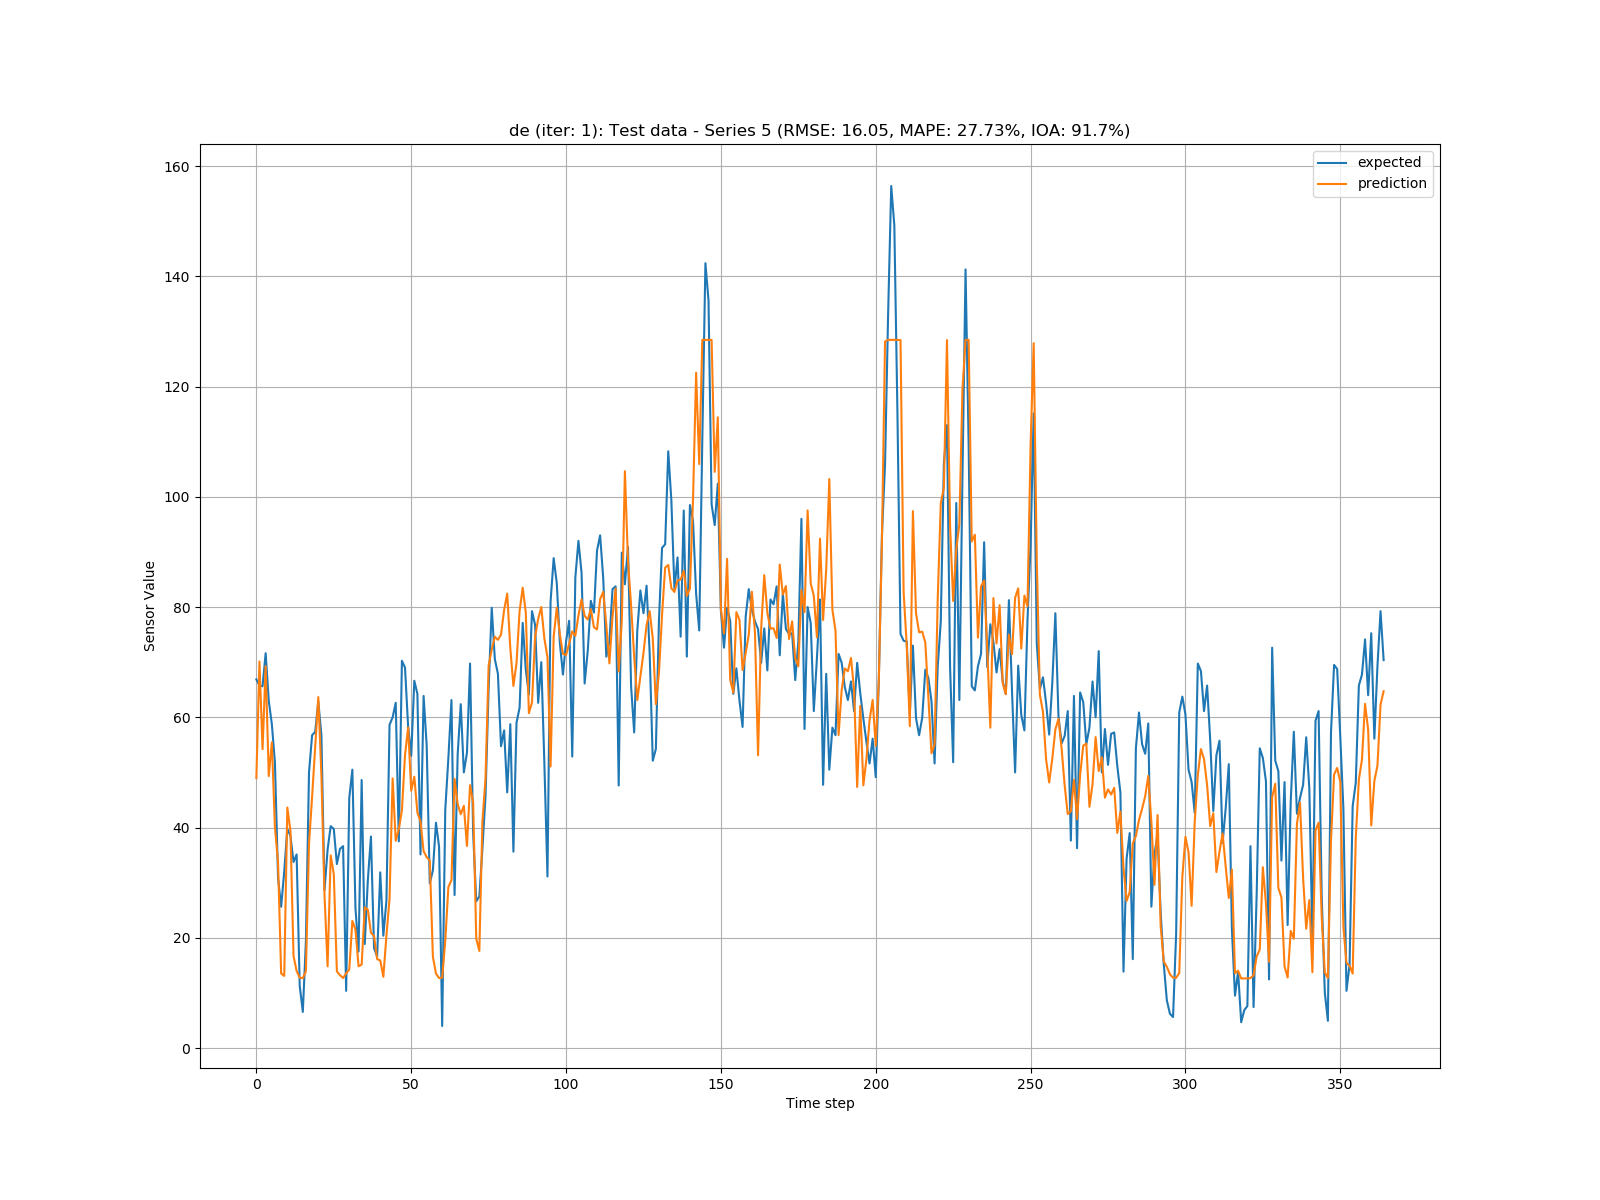 de (iter: 1): Test data - Series 5 (RMSE: 16.05, MAPE: 27.73%, IOA: 91.7%)
expected
prediction
160
140
120
100
80
60
40
20
0
Sensor Value
0 50 100 150 200 250 300 350
Time step